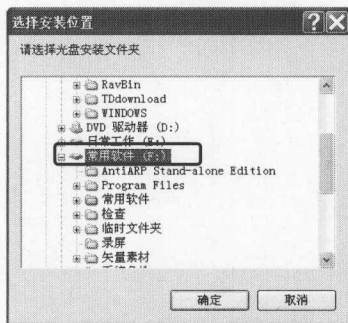 选择安装位置
请选择光盘安装文件夹
RavBin
TDdownload
WINDOWS
DVD 驱动器 (D:)
日常工作 (E:)
常用软件 (F:)
AntiARP Stand-alone Edition
Program Files
常用软件
检查
临时文件夹
录屏
矢量素材
确定
取消